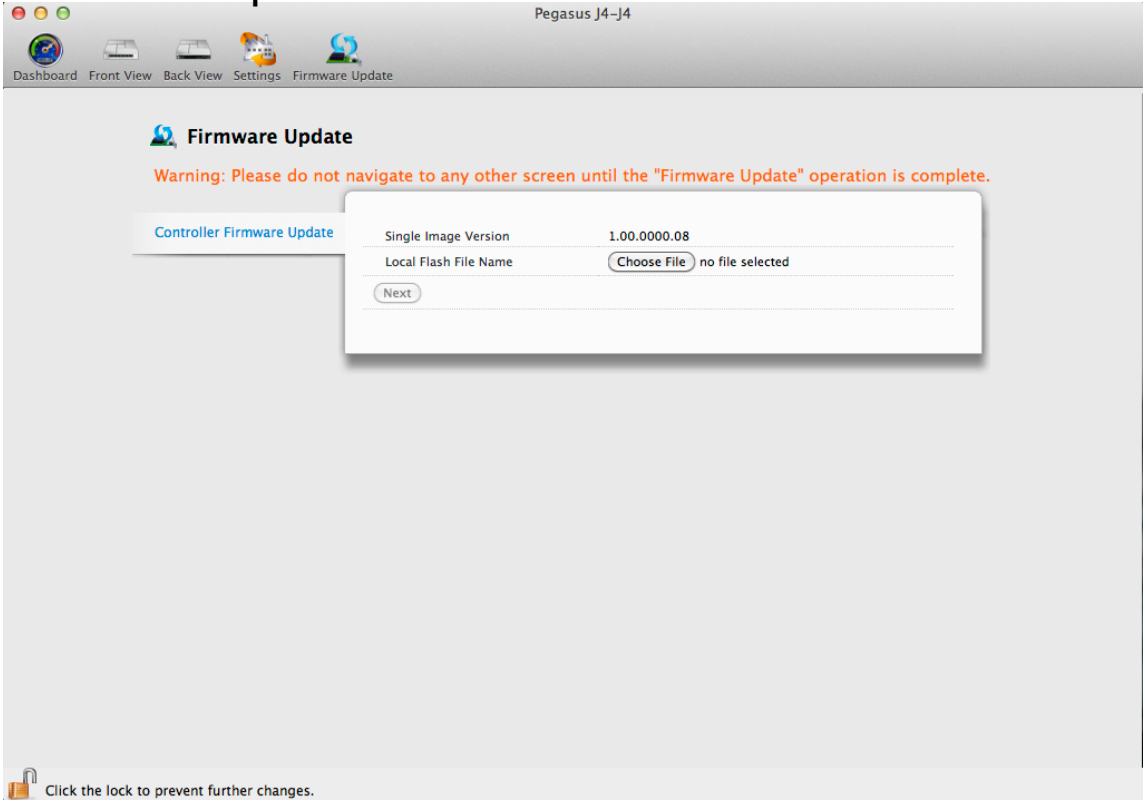 Pegasus J4-J4
Dashboard Front View Back View Settings Firmware Update
Firmware Update
Warning: Please do not navigate to any other screen until the "Firmware Update" operation is complete.
Controller Firmware Update
Single Image Version 1.00.0000.08
Local Flash File Name Choose File no file selected
Next
Click the lock to prevent further changes.